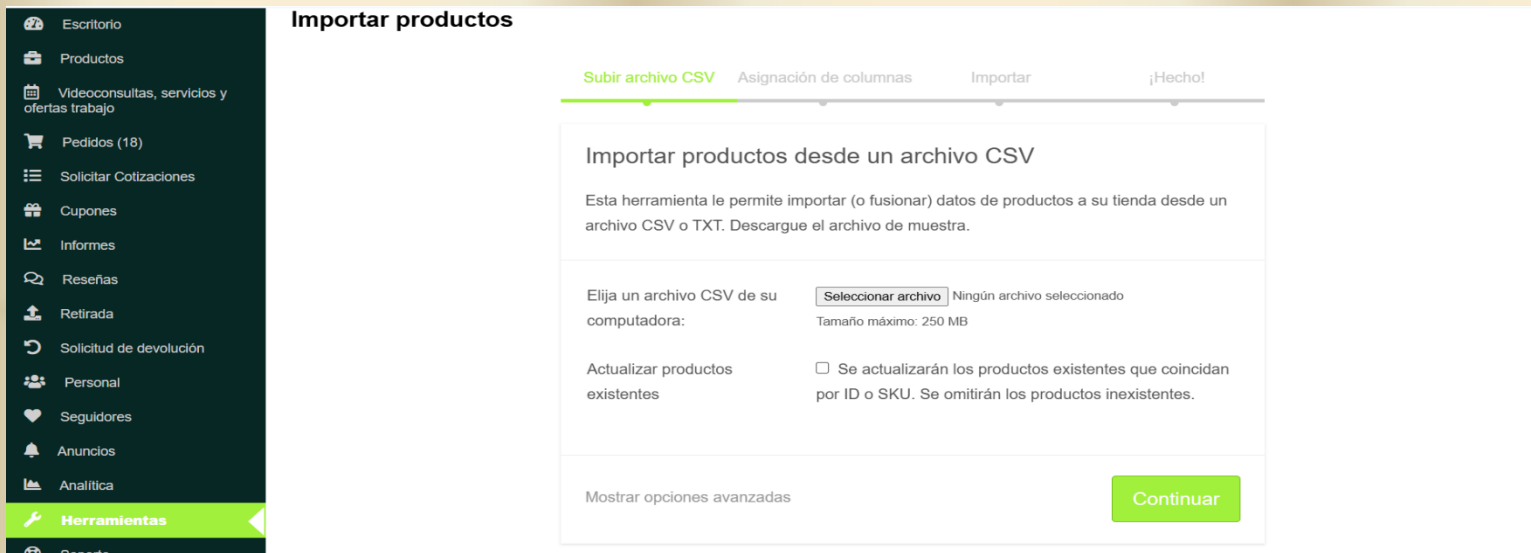 Escritorio
Productos
Videoconsultas, servicios y
ofertas trabajo
Pedidos (18)
Solicitar Cotizaciones
Cupones
Informes
Reseñas
Retirada
Solicitud de devolución
Personal
Seguidores
Anuncios
Analítica
Herramientas
Importar productos
Subir archivo CSV
Asignación de columnas
Importar
¡Hecho!
Importar productos desde un archivo CSV
Esta herramienta le permite importar (o fusionar) datos de productos a su tienda desde un
archivo CSV o TXT. Descargue el archivo de muestra.
Elija un archivo CSV de su
computadora:
Seleccionar archivo Ningún archivo seleccionado
Tamaño máximo: 250 MB
Actualizar productos
existentes
Se actualizarán los productos existentes que coincidan
por ID o SKU. Se omitirán los productos inexistentes.
Mostrar opciones avanzadas
Continuar